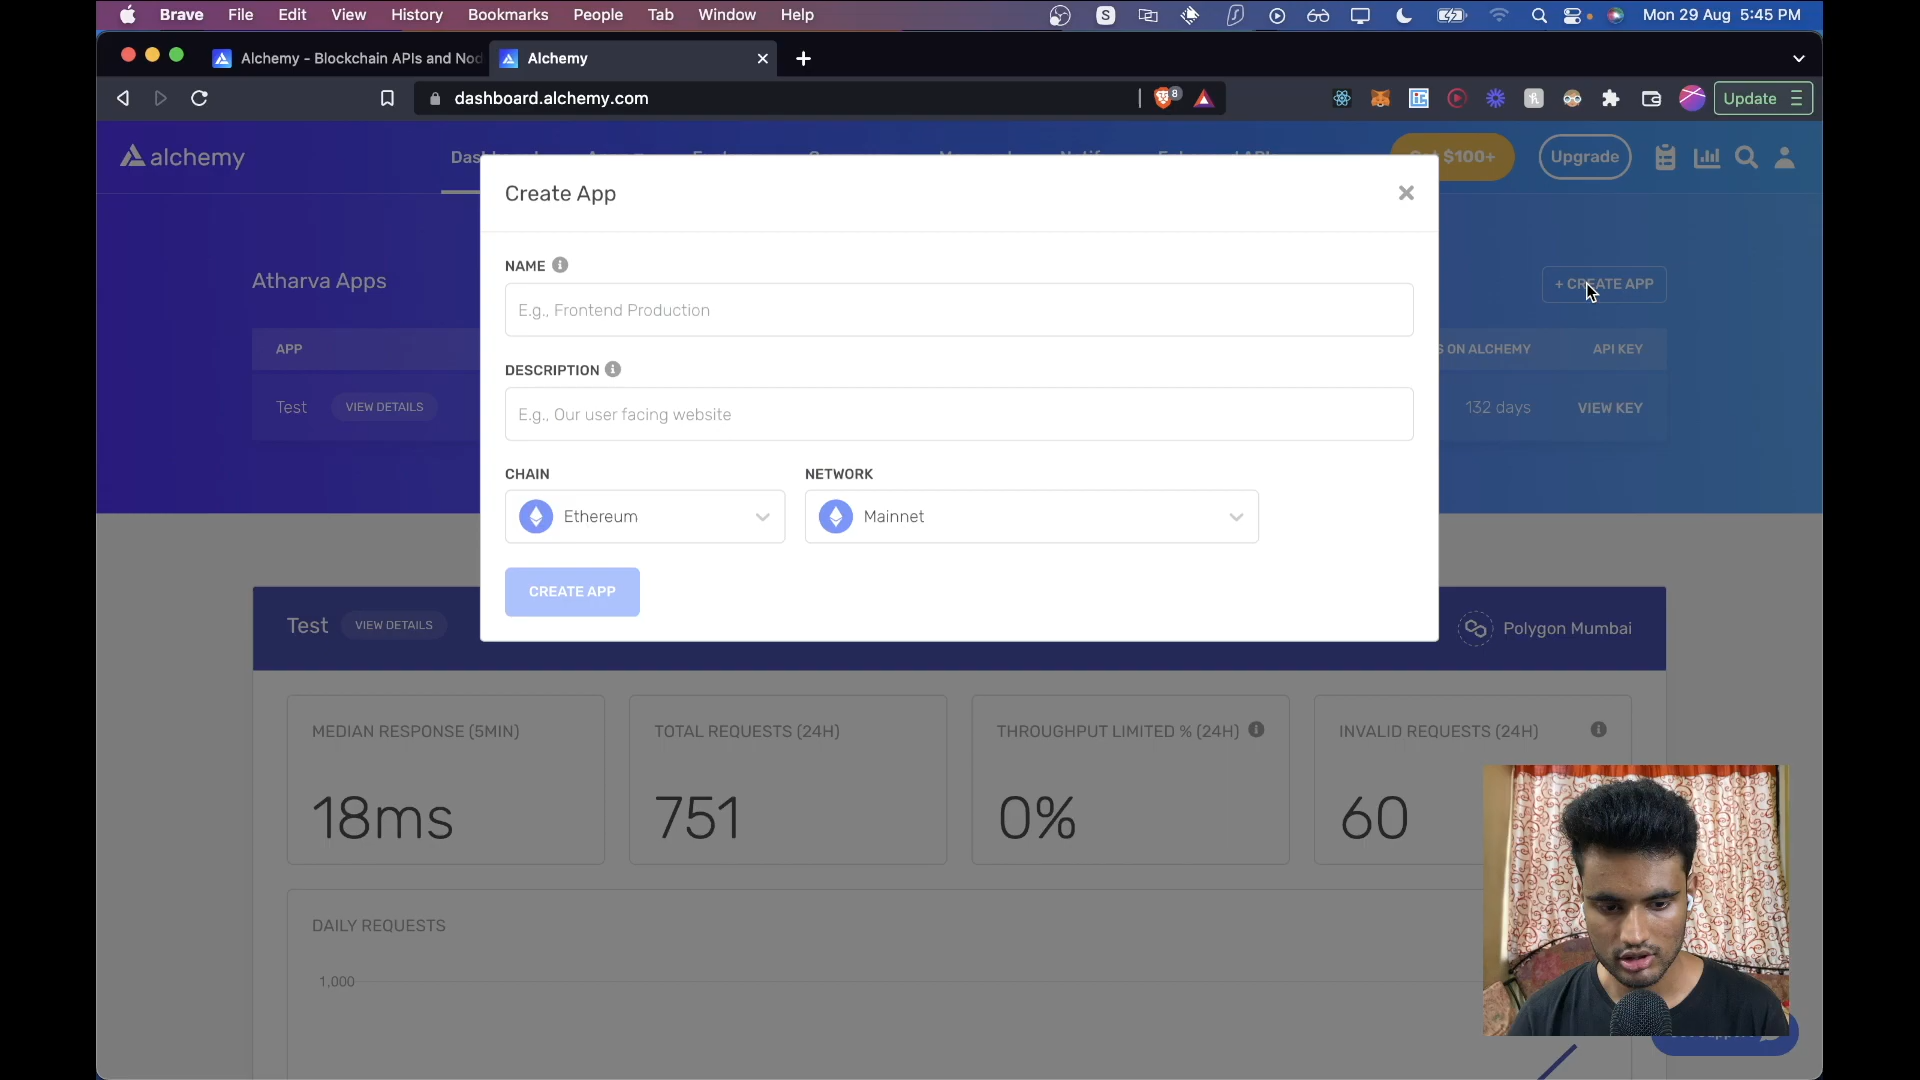 Brave File Edit View History Bookmarks People Tab Window Help Mon 29 Aug 5:45 PM
Alchemy - Blockchain APIs and Nod
Alchemy
dashboard.alchemy.com
8
Update
alchemy
$100+
Upgrade
Create App
NAME
E.g., Frontend Production
DESCRIPTION
E.g., Our user facing website
CHAIN NETWORK
Ethereum Mainnet
CREATE APP
Atharva Apps
+ CREATE APP
APP
S ON ALCHEMY API KEY
Test VIEW DETAILS
132 days VIEW KEY
Test VIEW DETAILS
Polygon Mumbai
MEDIAN RESPONSE (5MIN) TOTAL REQUESTS (24H) THROUGHPUT LIMITED % (24H) INVALID REQUESTS (24H)
18ms 751 0% 60
DAILY REQUESTS
1,000